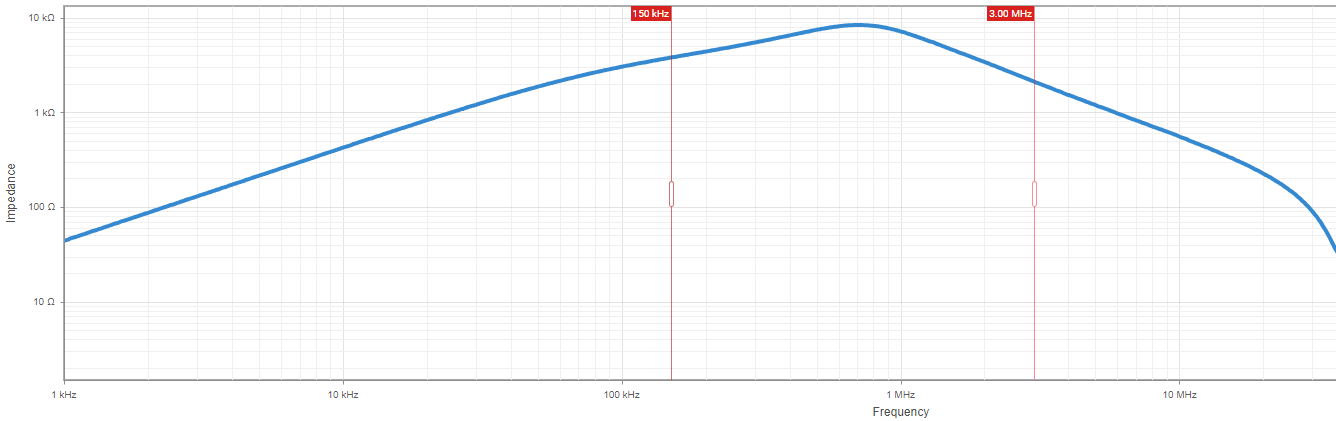 10 kΩ
150 kHz
3.00 MHz
1 kΩ
Impedance
100 Ω
10 Ω
1 kHz
10 kHz
100 kHz
1 MHz
10 MHz
Frequency